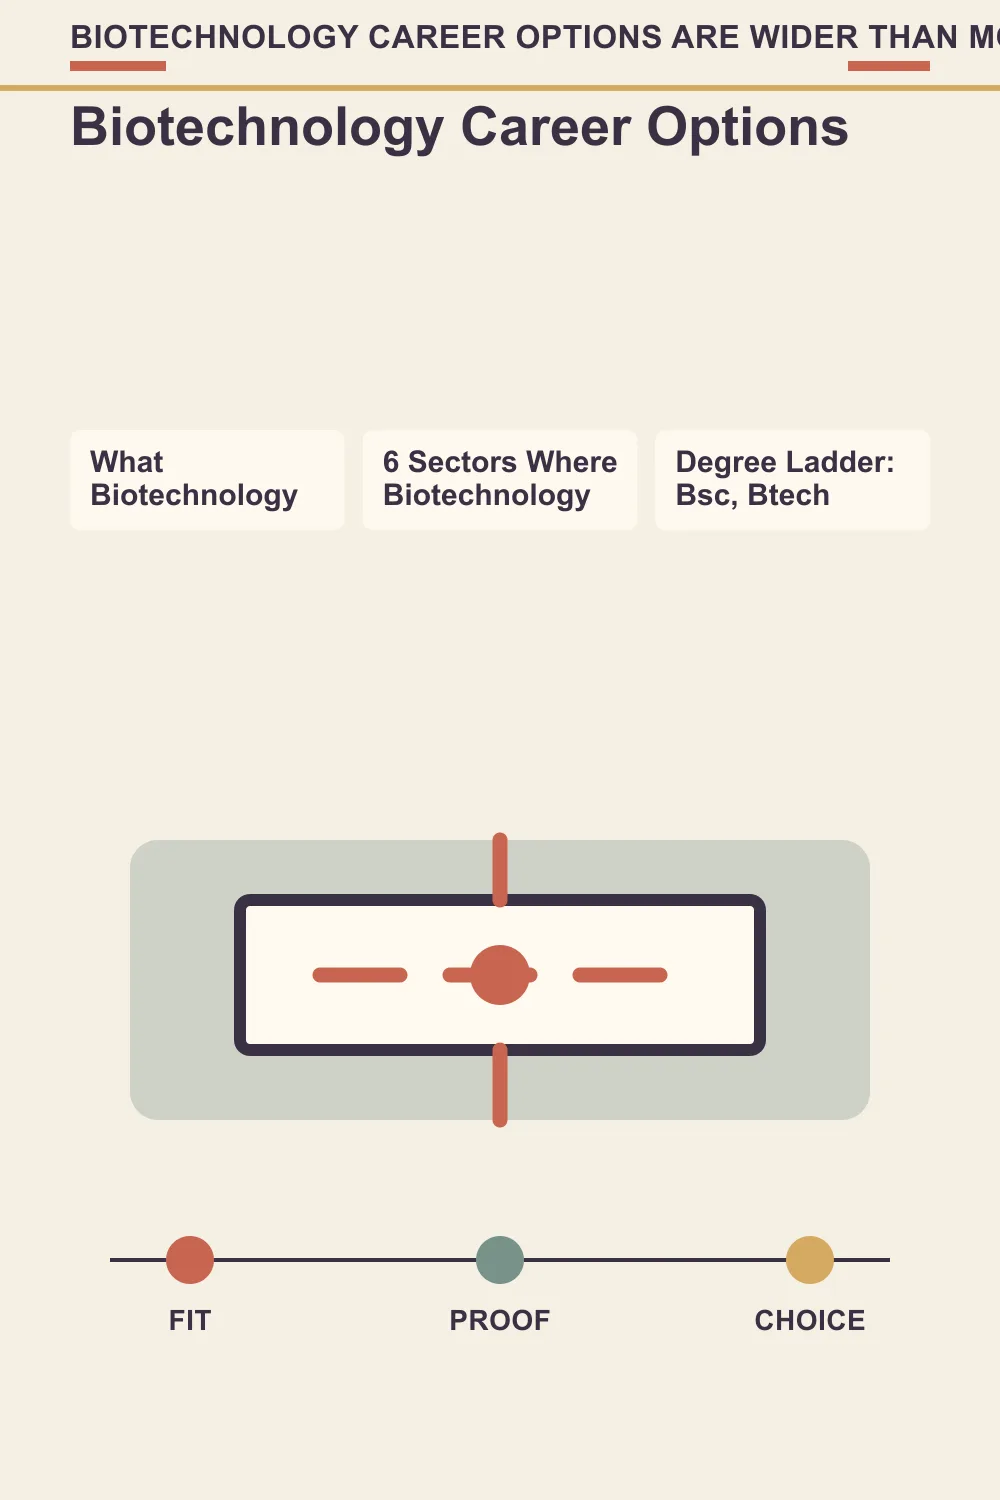 BIOTECHNOLOGY CAREER OPTIONS ARE WIDER THAN
Biotechnology Career Options
What
Biotechnology
6 Sectors Where
Biotechnology
Degree Ladder:
Bsc, Btech
FIT
PROOF
CHOICE